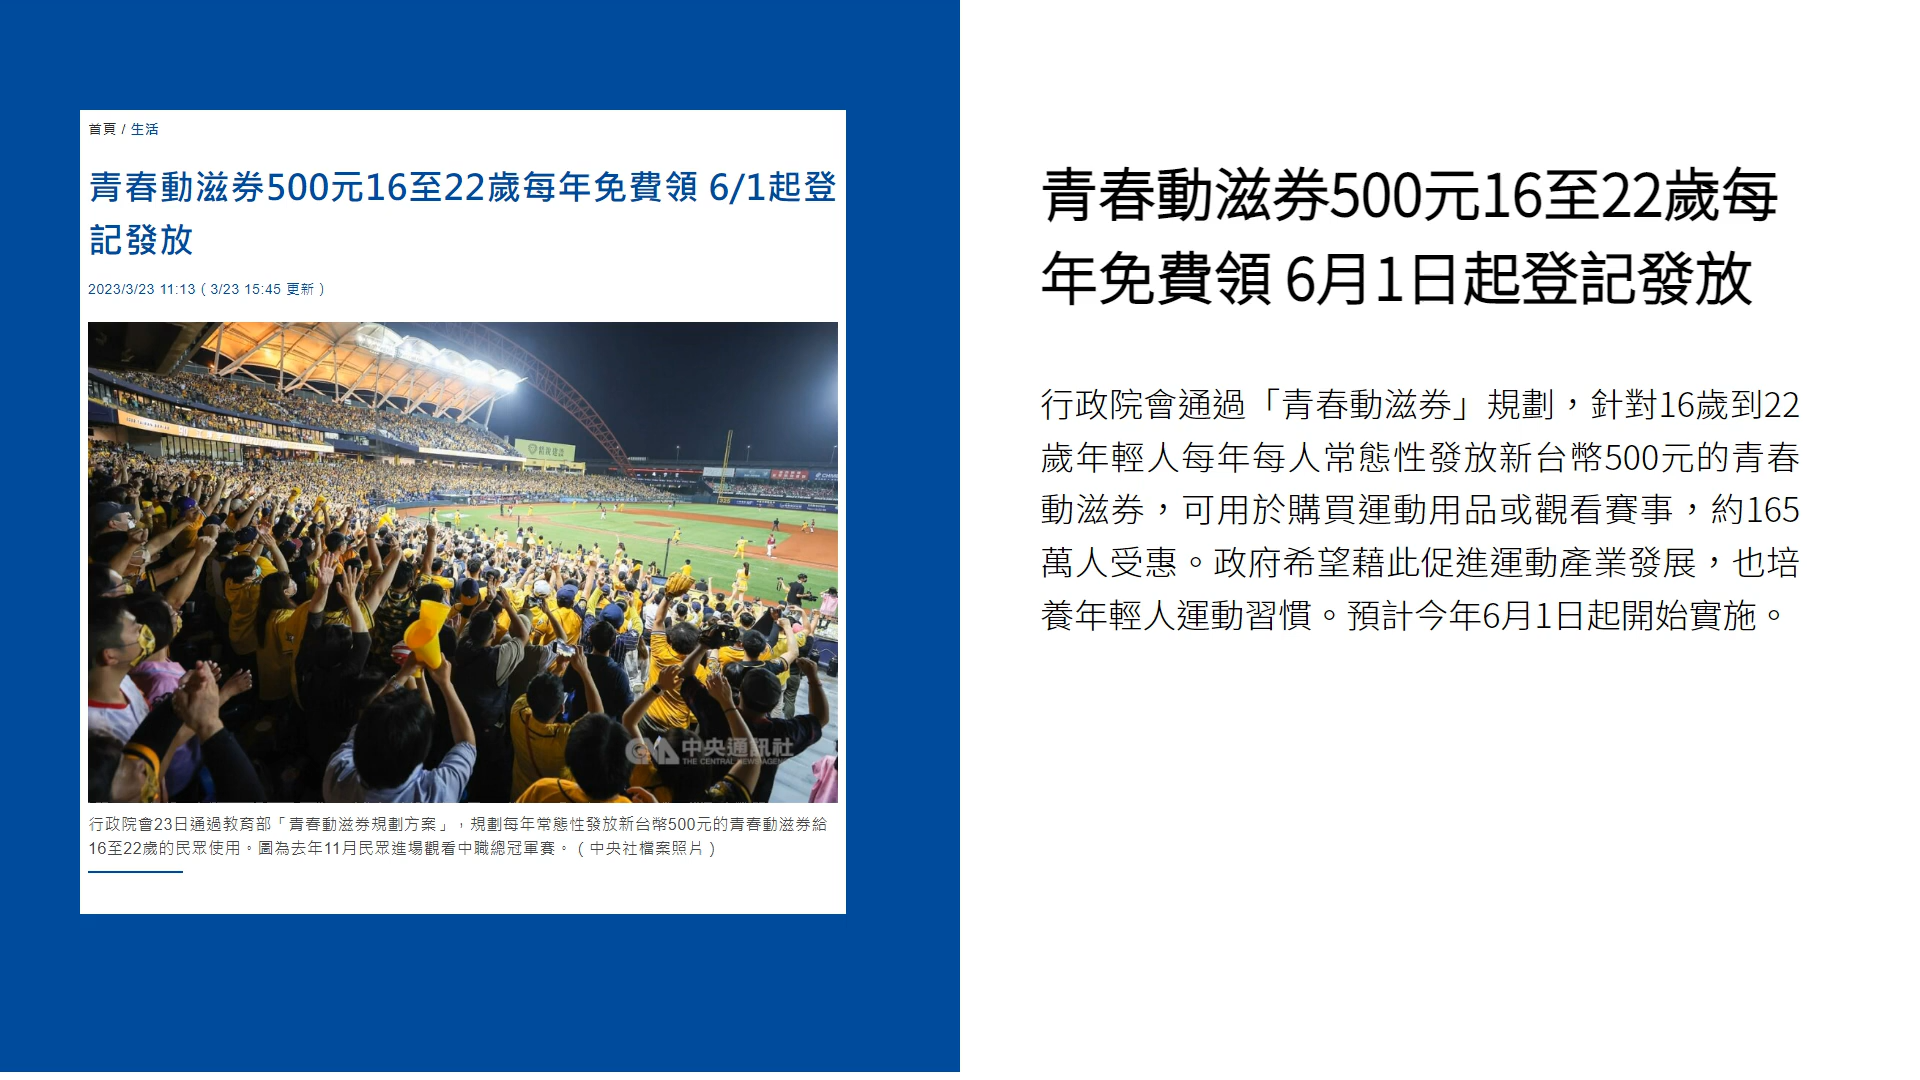 首頁 / 生活
青春動滋券500元16至22歲每年免費領 6/1起登
記發放
2023/3/23 11:13（3/23 15:45 更新）
中央通訊社
THE CENTRAL NEWS AGENCY
行政院會23日通過教育部「青春動滋券規劃方案」，規劃每年常態性發放新台幣500元的青春動滋券給
16至22歲的民眾使用。圖為去年11月民眾進場觀看中職總冠軍賽。（中央社檔案照片）
青春動滋券500元16至22歲每
年免費領 6月1日起登記發放
行政院會通過「青春動滋券」規劃，針對16歲到22
歲年輕人每年每人常態性發放新台幣500元的青春
動滋券，可用於購買運動用品或觀看賽事，約165
萬人受惠。政府希望藉此促進運動產業發展，也培
養年輕人運動習慣。預計今年6月1日起開始實施。